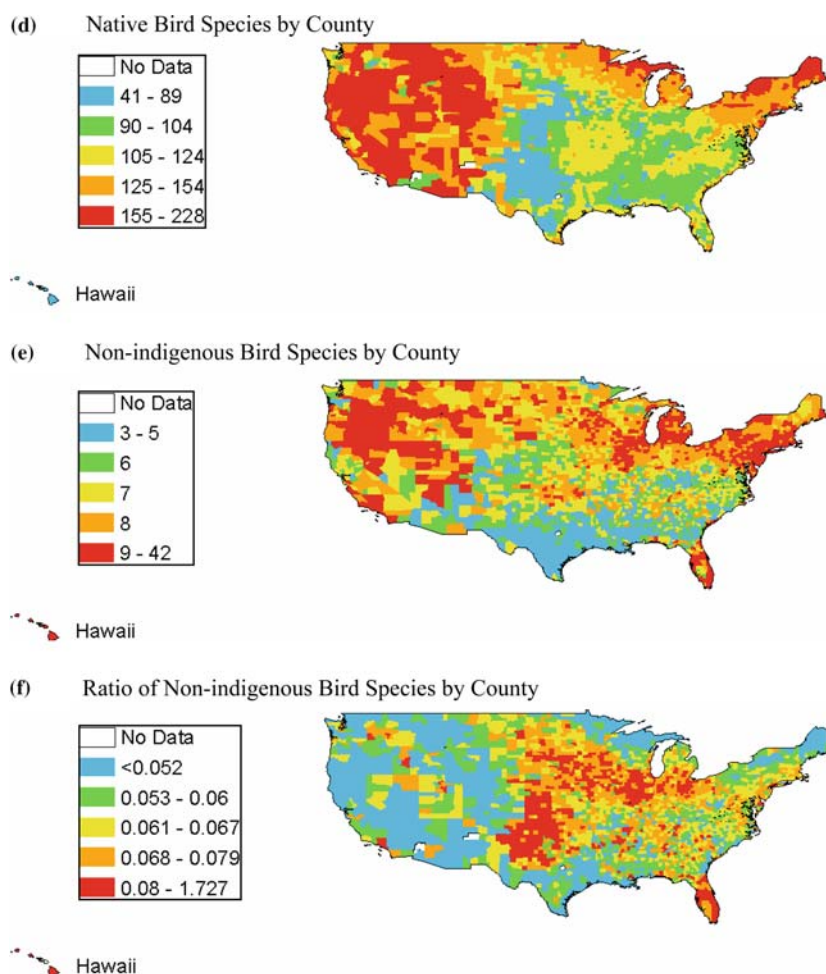 (d) Native Bird Species by County
No Data
41 - 89
90 - 104
105 - 124
125 - 154
155 - 228
Hawaii
(e) Non-indigenous Bird Species by County
No Data
3 - 5
6
7
8
9 - 42
Hawaii
(f) Ratio of Non-indigenous Bird Species by County
No Data
<0.052
0.053 - 0.06
0.061 - 0.067
0.068 - 0.079
0.08 - 1.727
Hawaii